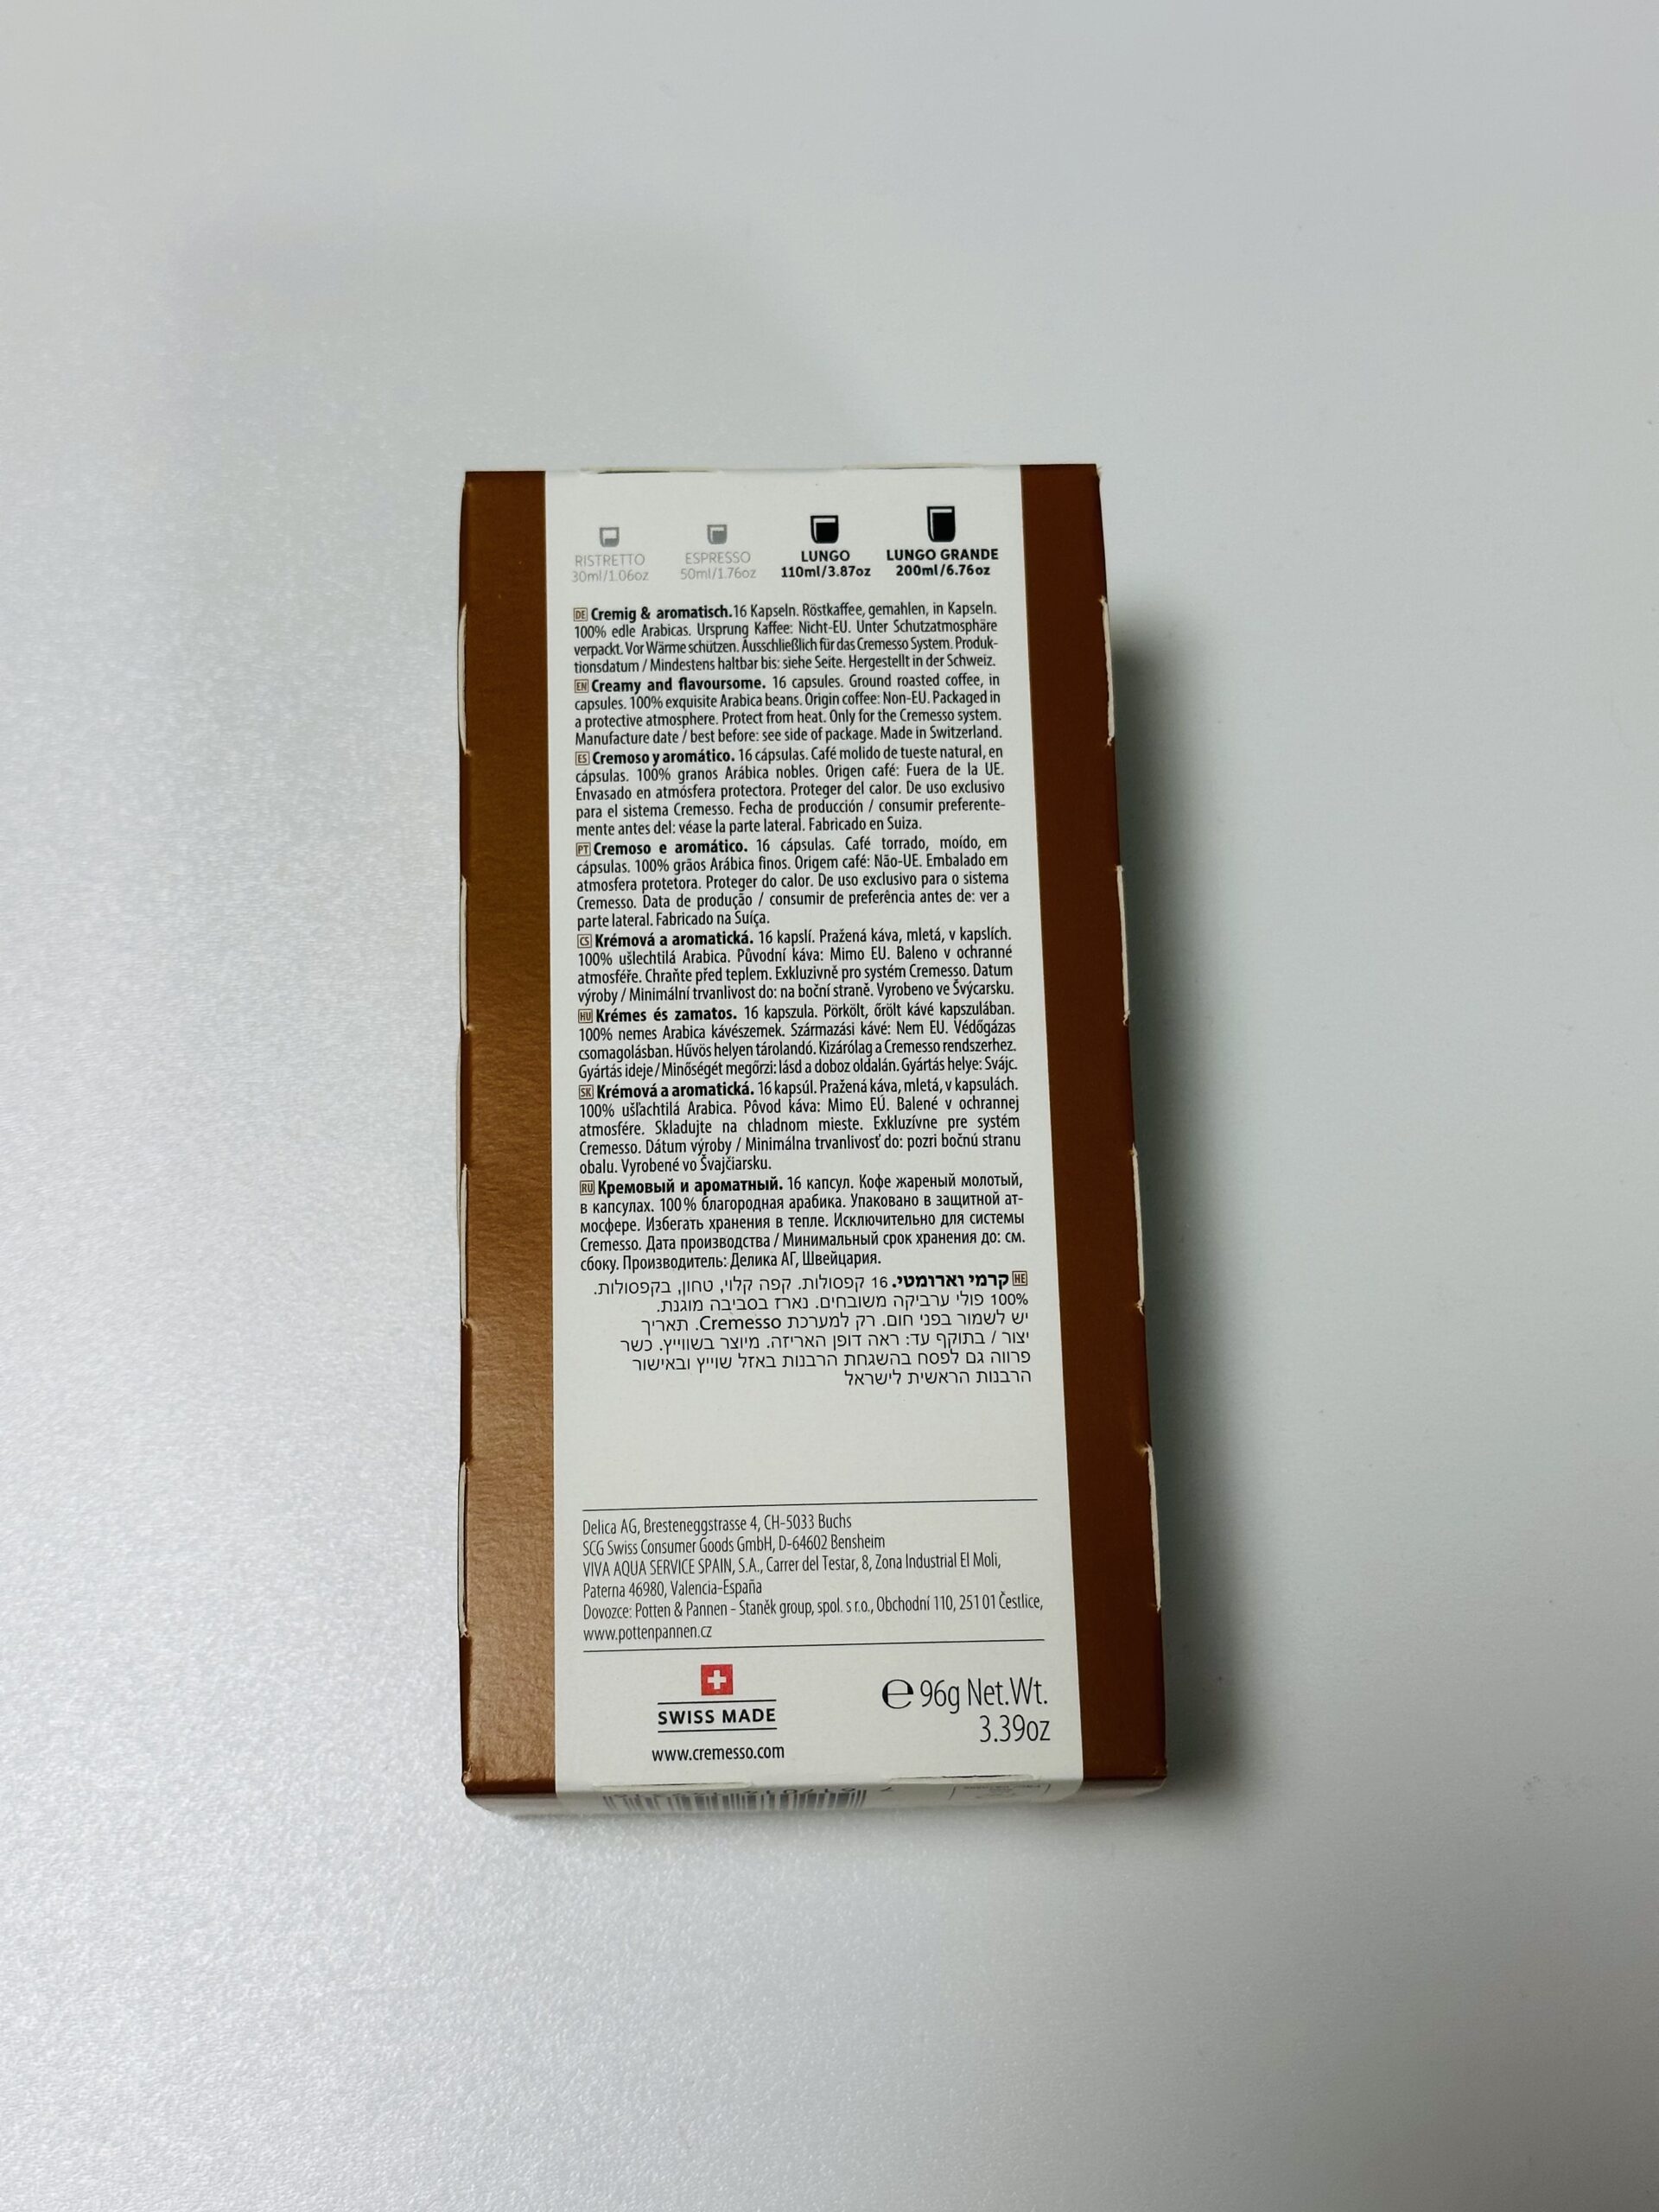 RISTRETTO
30ml/1.06oz
ESPRESSO
50ml/1.76oz
LUNGO
110ml/3.87oz
LUNGO GRANDE
200ml/6.76oz
DE Cremig & aromatisch. 16 Kapseln. Röstkaffee, gemahlen, in Kapseln.
100% edle Arabicas. Ursprung Kaffee: Nicht-EU. Unter Schutzatmosphäre
verpackt. Vor Wärme schützen. Ausschließlich für das Cremesso System. Produk-
tionsdatum / Mindestens haltbar bis: siehe Seite. Hergestellt in der Schweiz.
EN Creamy and flavoursome. 16 capsules. Ground roasted coffee, in
capsules. 100% exquisite Arabica beans. Origin coffee: Non-EU. Packaged in
a protective atmosphere. Protect from heat. Only for the Cremesso system.
Manufacture date / best before: see side of package. Made in Switzerland.
ES Cremoso y aromático. 16 cápsulas. Café molido de tueste natural, en
cápsulas. 100% granos Arábica nobles. Origen café: Fuera de la UE.
Envasado en atmósfera protectora. Proteger del calor. De uso exclusivo
para el sistema Cremesso. Fecha de producción / consumir preferente-
mente antes del: véase la parte lateral. Fabricado en Suiza.
PT Cremoso e aromático. 16 cápsulas. Café torrado, moído, em
cápsulas. 100% grãos Arábica finos. Origem café: Não-UE. Embalado em
atmosfera protetora. Proteger do calor. De uso exclusivo para o sistema
Cremesso. Data de produção / consumir de preferência antes de: ver a
parte lateral. Fabricado na Suíça.
CS Krémová a aromatická. 16 kapslí. Pražená káva, mletá, v kapslích.
100% ušlechtilá Arabica. Původní káva: Mimo EU. Baleno v ochranné
atmosféře. Chraňte před teplem. Exkluzivně pro systém Cremesso. Datum
výroby / Minimální trvanlivost do: na boční straně. Vyrobeno ve Švýcarsku.
HU Krémes és zamatos. 16 kapszula. Pörkölt, őrölt kávé kapszulában.
100% nemes Arabica kávészemek. Származási kávé: Nem EU. Védőgázas
csomagolásban. Hűvös helyen tárolandó. Kizárólag a Cremesso rendszerhez.
Gyártás ideje / Minőségét megőrzi: lásd a doboz oldalán. Gyártás helye: Svájc.
SK Krémová a aromatická. 16 kapsúl. Pražená káva, mletá, v kapsulách.
100% ušľachtilá Arabica. Pôvod káva: Mimo EÚ. Balené v ochrannej
atmosfére. Skladujte na chladnom mieste. Exkluzívne pre systém
Cremesso. Dátum výroby / Minimálna trvanlivosť do: pozri bočnú stranu
obalu. Vyrobené vo Švajčiarsku.
RU Кремовый и ароматный. 16 капсул. Кофе жареный молотый,
в капсулах. 100% благородная арабика. Упаковано в защитной ат-
мосфере. Избегать хранения в тепле. Исключительно для системы
Cremesso. Дата производства / Минимальный срок хранения до: см.
сбоку. Производитель: Делика АГ, Швейцария.
HE קרמי וארומטי. 16 קפסולות. קפה קלוי, טחון, בקפסולות.
100% פולי ערביקה משובחים. נארז בסביבה מוגנת.
יש לשמור בפני חום. רק למערכת Cremesso. תאריך
יצור / בתוקף עד: ראה דופן האריזה. מיוצר בשווייץ. כשר
פרווה גם לפסח בהשגחת הרבנות באזל שוייץ ובאישור
הרבנות הראשית לישראל
Delica AG, Bresteneggstrasse 4, CH-5033 Buchs
SCG Swiss Consumer Goods GmbH, D-64602 Bensheim
VIVA AQUA SERVICE SPAIN, S.A., Carrer del Testar, 8, Zona Industrial El Moli,
Paterna 46980, Valencia-España
Dovozce: Potten & Pannen - Staněk group, spol. s r.o., Obchodní 110, 251 01 Čestlice,
www.pottenpannen.cz
SWISS MADE
www.cremesso.com
℮ 96g Net.Wt.
3.39oz